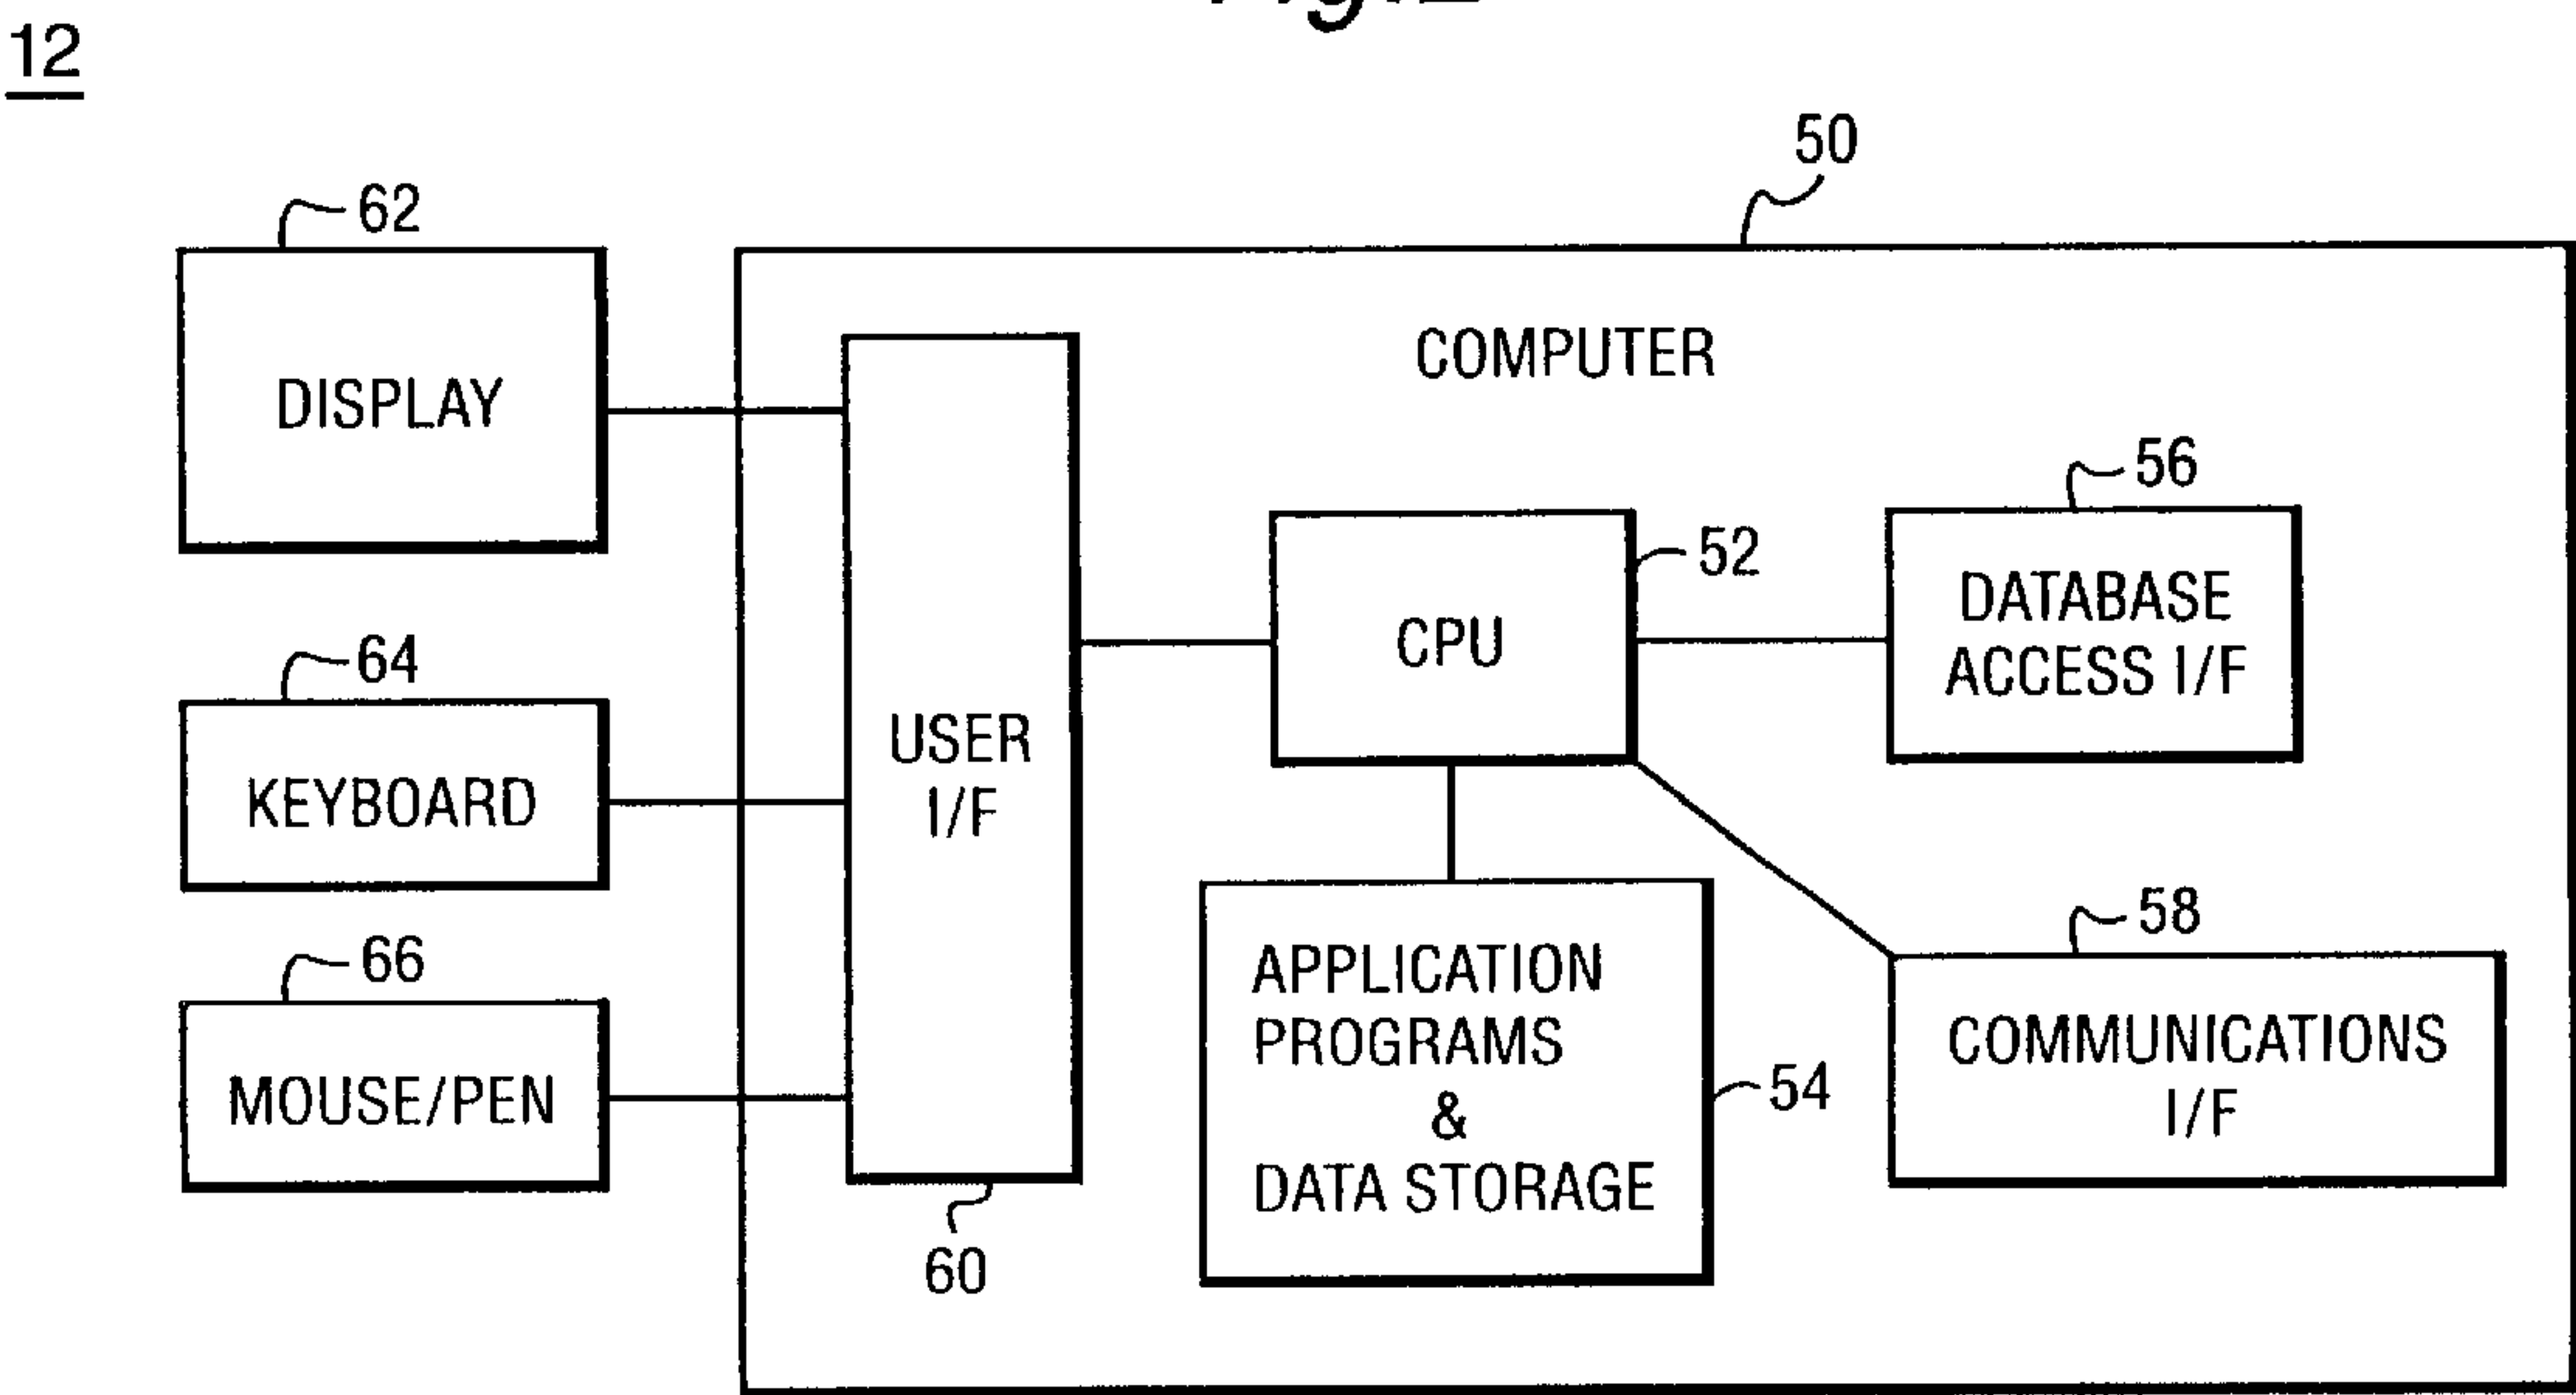 12
50
62
DISPLAY
COMPUTER
56
52
DATABASE
ACCESS I/F
CPU
64
KEYBOARD
USER
I/F
58
66
MOUSE/PEN
APPLICATION
PROGRAMS
&
DATA STORAGE
54
COMMUNICATIONS
I/F
60